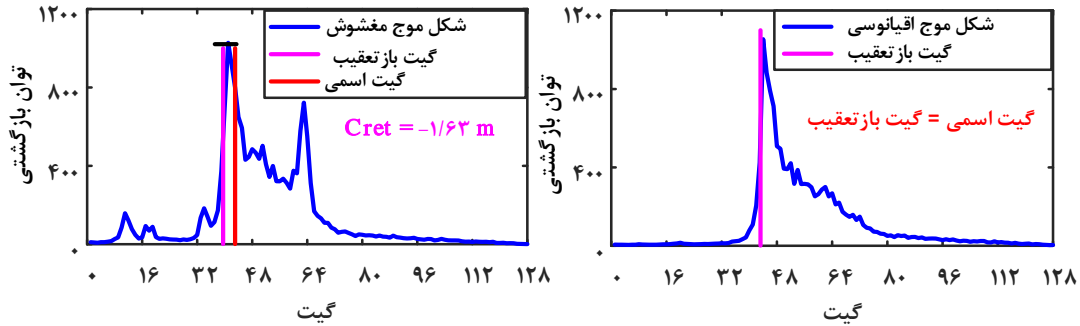 توان بازگشتی
۱۲۰۰
۸۰۰
۴۰۰
۰
شکل موج مغشوش
گیت بازتعقیب
گیت اسمی
Cret = -۱/۶۳ m
۰ ۱۶ ۳۲ ۴۸ ۶۴ ۸۰ ۹۶ ۱۱۲ ۱۲۸
گیت
توان بازگشتی
۱۲۰۰
۸۰۰
۴۰۰
۰
شکل موج اقیانوسی
گیت بازتعقیب
گیت اسمی = گیت بازتعقیب
۰ ۱۶ ۳۲ ۴۸ ۶۴ ۸۰ ۹۶ ۱۱۲ ۱۲۸
گیت